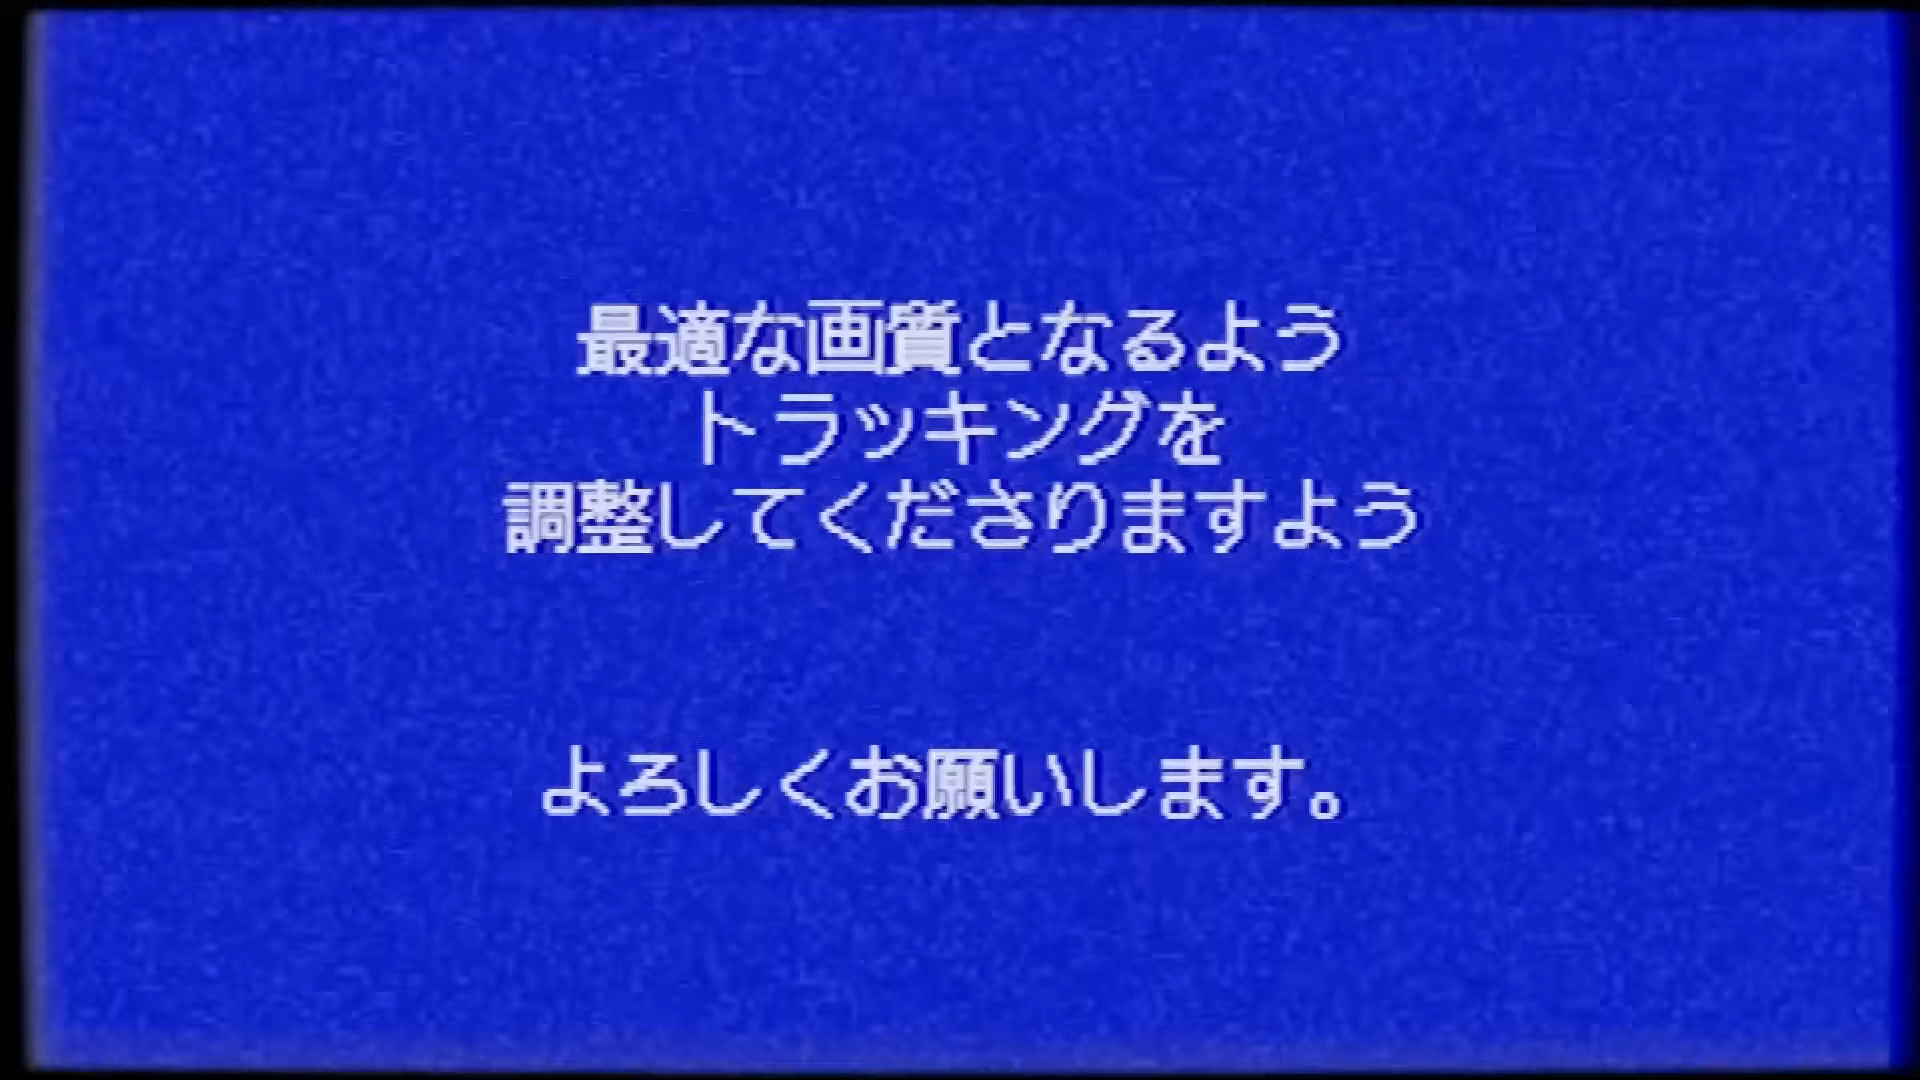 最適な画質となるよう
トラッキングを
調整してくださりますよう
よろしくお願いします。